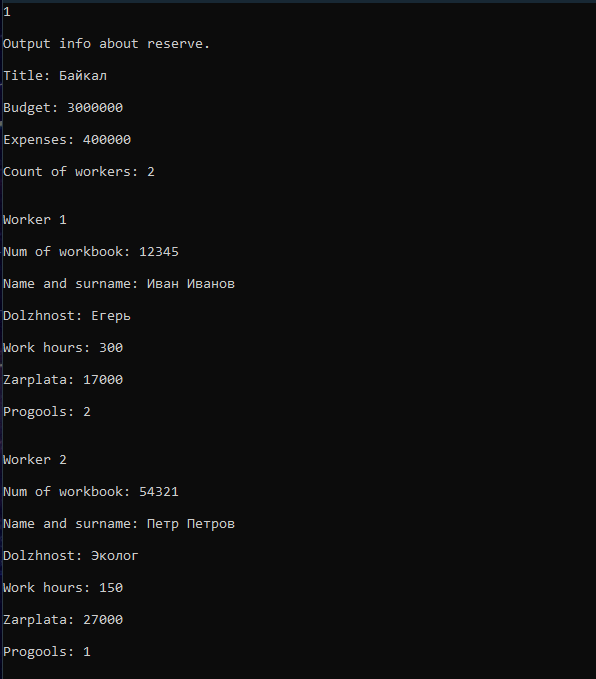 1
Output info about reserve.
Title: Байкал
Budget: 3000000
Expenses: 400000
Count of workers: 2
Worker 1
Num of workbook: 12345
Name and surname: Иван Иванов
Dolzhnost: Егерь
Work hours: 300
Zarplata: 17000
Progools: 2
Worker 2
Num of workbook: 54321
Name and surname: Петр Петров
Dolzhnost: Эколог
Work hours: 150
Zarplata: 27000
Progools: 1